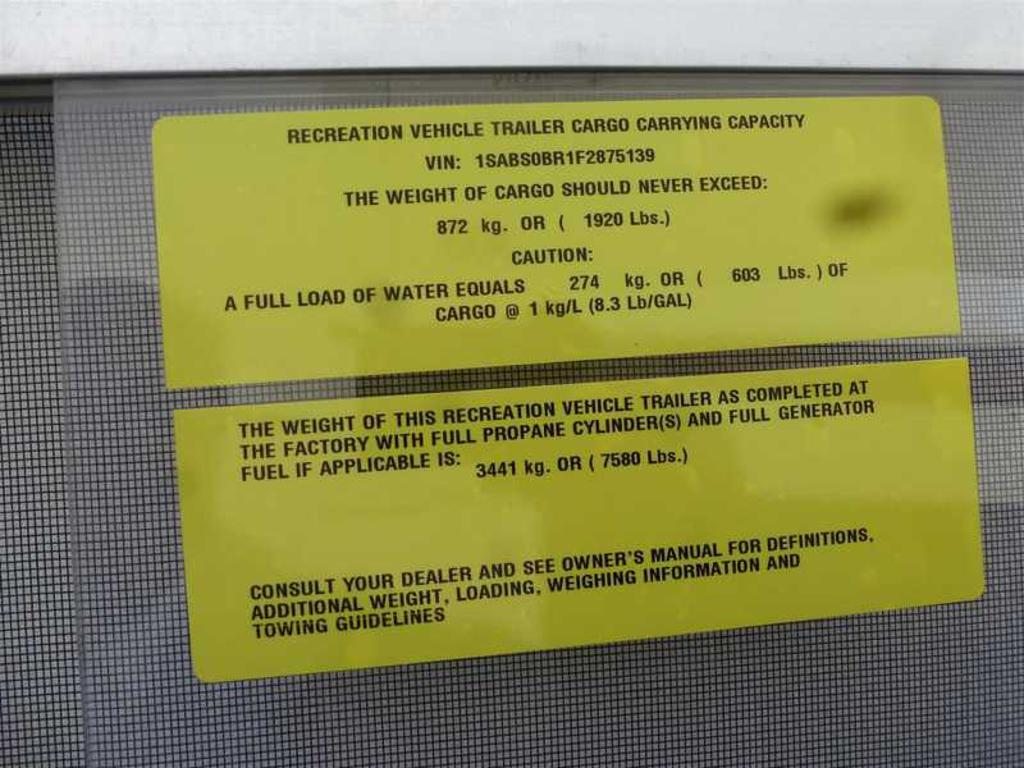 RECREATION VEHICLE TRAILER CARGO CARRYING CAPACITY
VIN: 1SABS0BR1F2875139
THE WEIGHT OF CARGO SHOULD NEVER EXCEED:
872 kg. OR ( 1920 Lbs.)
CAUTION:
A FULL LOAD OF WATER EQUALS 274 kg. OR ( 603 Lbs. ) OF
CARGO @ 1 kg/L (8.3 Lb/GAL)
THE WEIGHT OF THIS RECREATION VEHICLE TRAILER AS COMPLETED AT
THE FACTORY WITH FULL PROPANE CYLINDER(S) AND FULL GENERATOR
FUEL IF APPLICABLE IS: 3441 kg. OR ( 7580 Lbs.)
CONSULT YOUR DEALER AND SEE OWNER'S MANUAL FOR DEFINITIONS,
ADDITIONAL WEIGHT, LOADING, WEIGHING INFORMATION AND
TOWING GUIDELINES